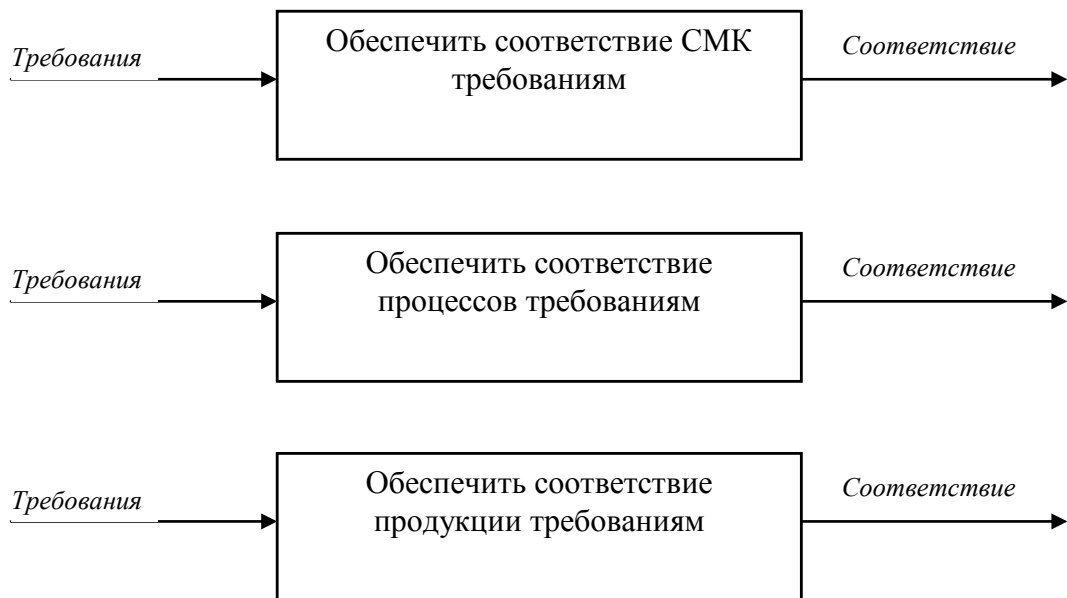 Требования
Обеспечить соответствие СМК
требованиям
Соответствие
Требования
Обеспечить соответствие
процессов требованиям
Соответствие
Требования
Обеспечить соответствие
продукции требованиям
Соответствие